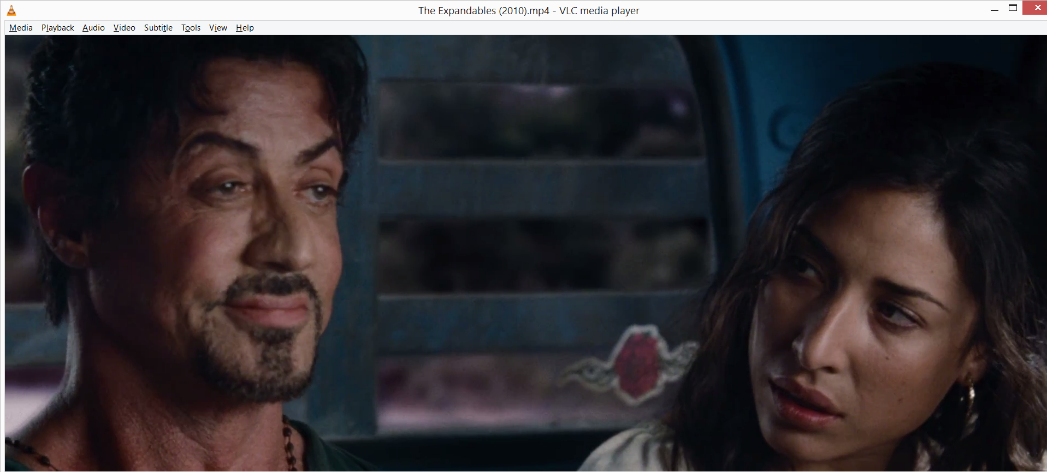 The Expandables (2010).mp4 - VLC media player
Media Playback Audio Video Subtitle Tools View Help